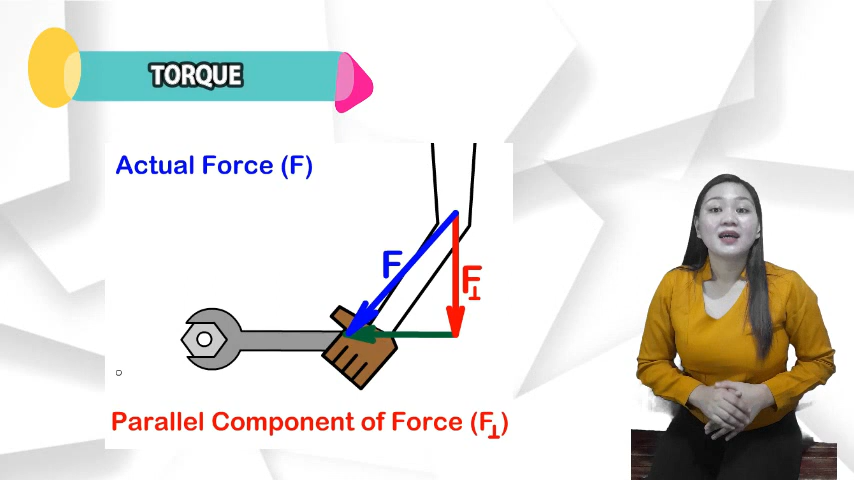 TORQUE
Actual Force (F)
F
F⊥
Parallel Component of Force (F⊥)